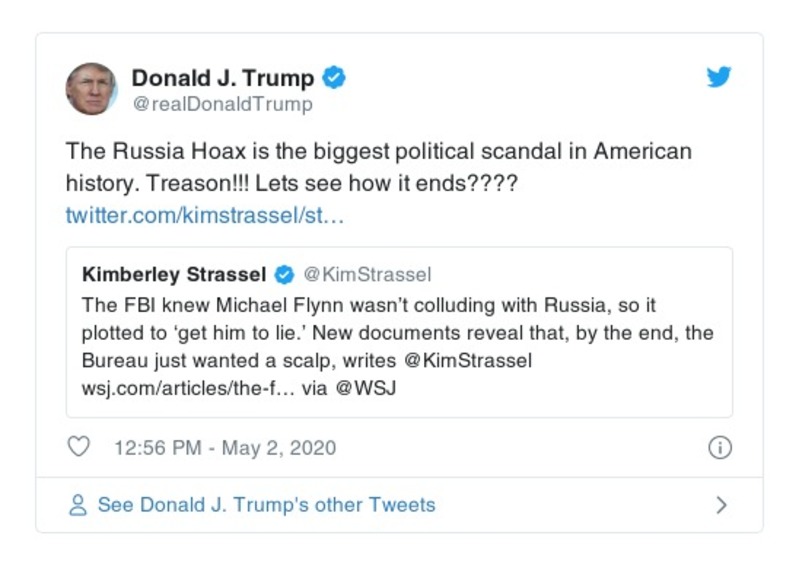 Donald J. Trump
@realDonaldTrump
The Russia Hoax is the biggest political scandal in American
history. Treason!!! Lets see how it ends????
twitter.com/kimstrassel/st…
Kimberley Strassel @KimStrassel
The FBI knew Michael Flynn wasn’t colluding with Russia, so it
plotted to ‘get him to lie.’ New documents reveal that, by the end, the
Bureau just wanted a scalp, writes @KimStrassel
wsj.com/articles/the-f… via @WSJ
12:56 PM - May 2, 2020
See Donald J. Trump's other Tweets